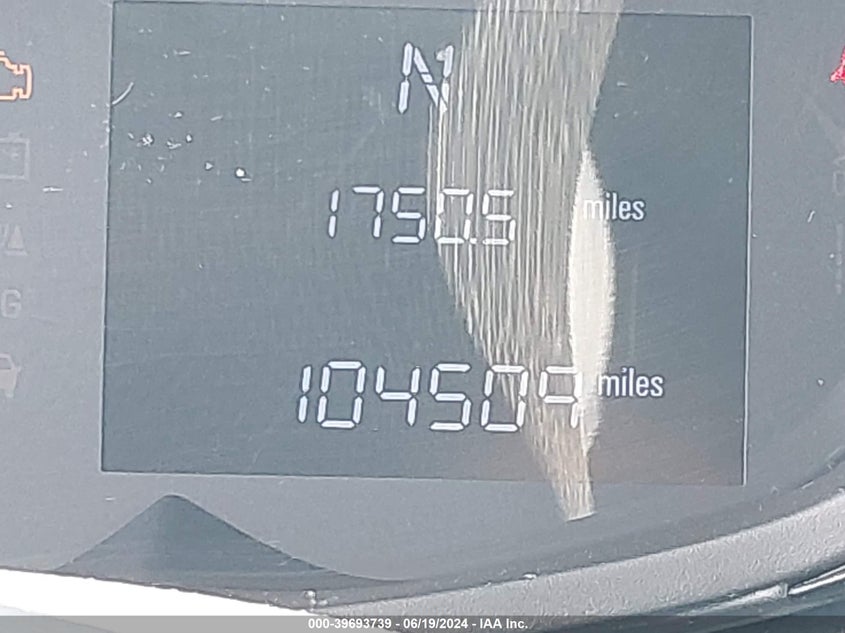 N
1750.5 miles
104509 miles
G
000-39693739 - 06/19/2024 - IAA Inc.